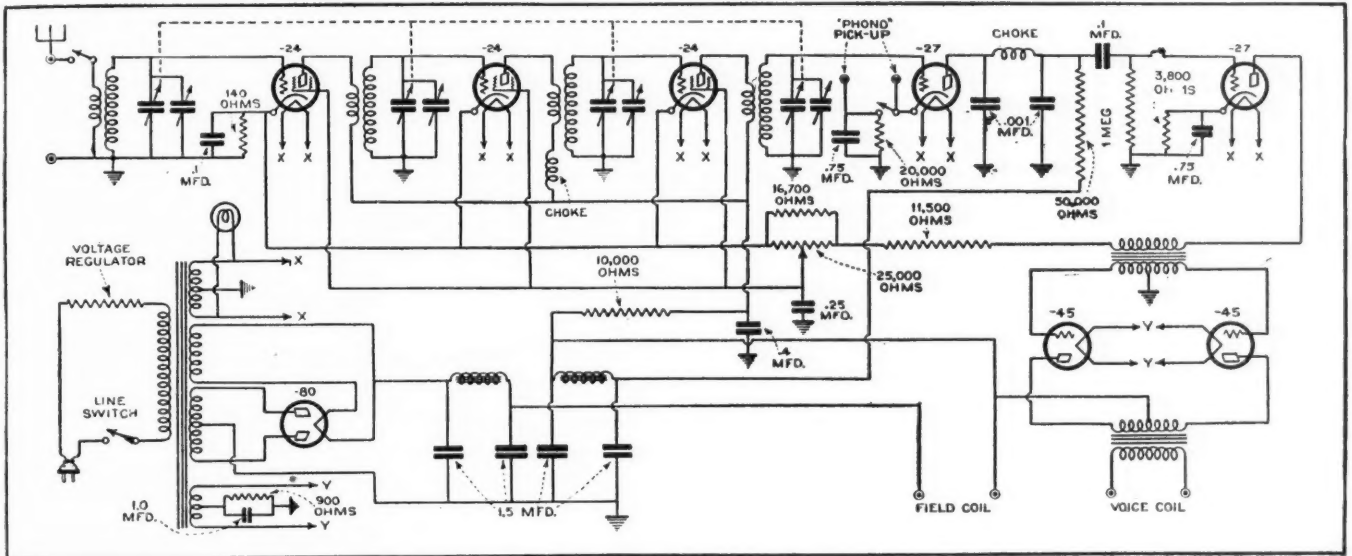 -24
-24
-24
"PHONO"
PICK-UP
-27
CHOKE
.1
MFD.
-27
140
OHMS
.1
MFD.
X X
X X
X X
.75
MFD.
X X
20,000
OHMS
.001
MFD.
1 MEG
3,800
OHMS
.75
MFD.
X X
CHOKE
16,700
OHMS
11,500
OHMS
50,000
OHMS
VOLTAGE
REGULATOR
X
X
10,000
OHMS
25,000
OHMS
.25
MFD.
.4
MFD.
-45
Y
Y
-45
LINE
SWITCH
-80
1.0
MFD.
Y
Y
900
OHMS
1.5 MFD.
FIELD COIL
VOICE COIL